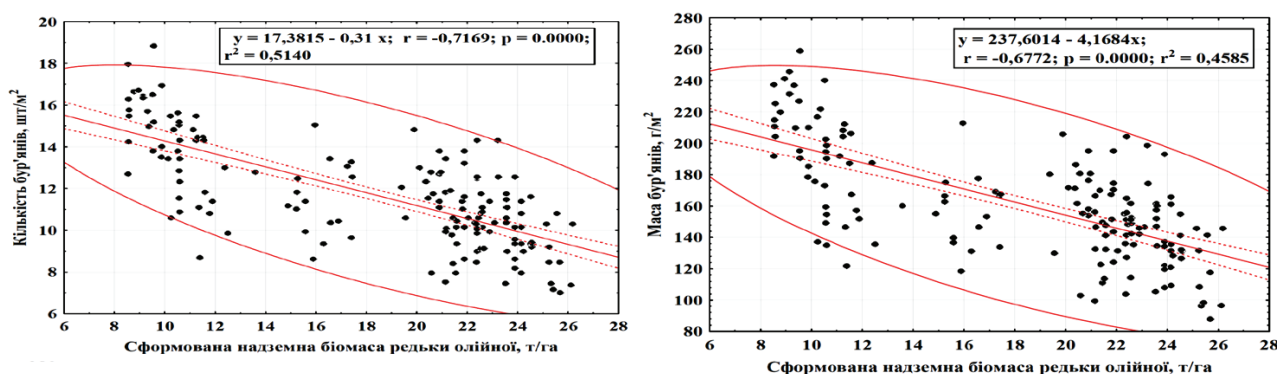 y = 17,3815 - 0,31 x; r = -0,7169; p = 0.0000;
r² = 0,5140
Кількість бур'янів, шт/м²
20
18
16
14
12
10
8
6
6 8 10 12 14 16 18 20 22 24 26 28
Сформована надземна біомаса редьки олійної, т/га
y = 237,6014 - 4,1684x;
r = -0,6772; p = 0.0000; r² = 0,4585
Маса бур'янів, г/м²
280
260
240
220
200
180
160
140
120
100
80
6 8 10 12 14 16 18 20 22 24 26 28
Сформована надземна біомаса редьки олійної, т/га